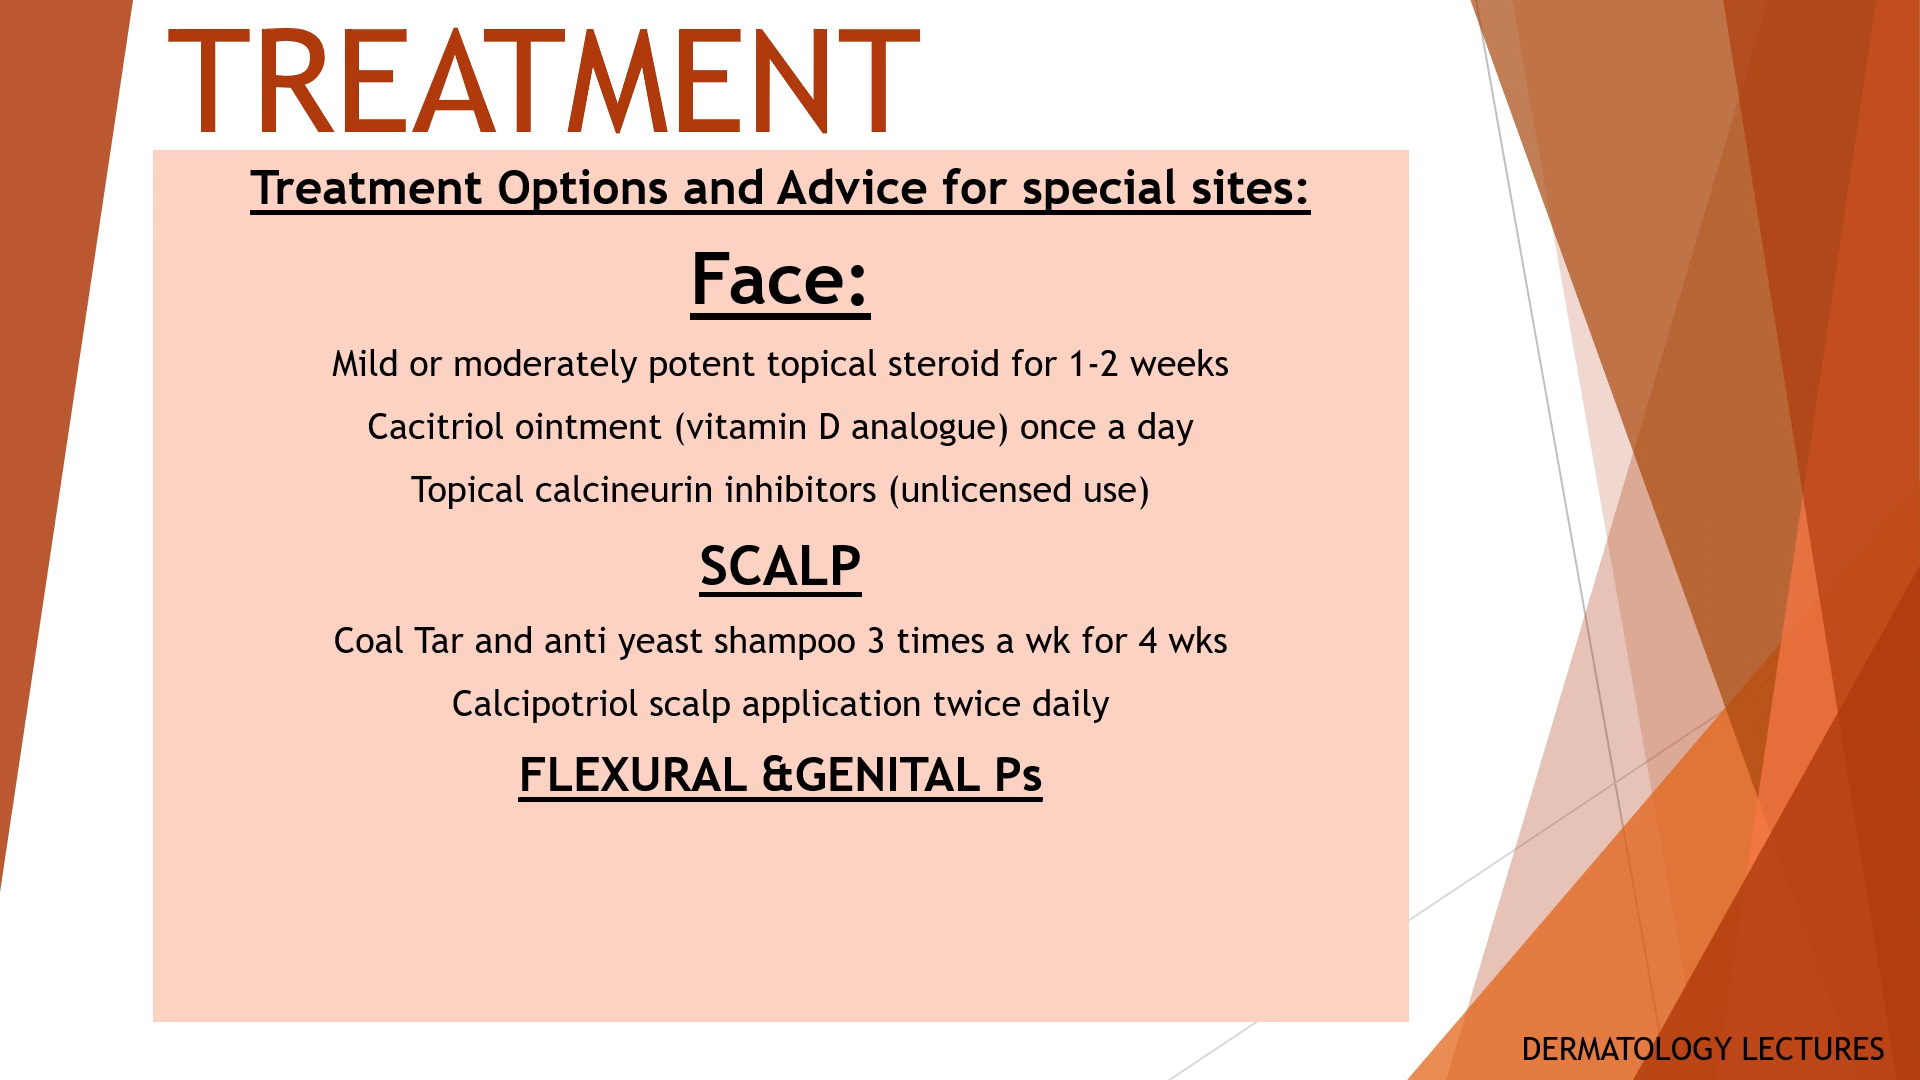 TREATMENT
Treatment Options and Advice for special sites:
Face:
Mild or moderately potent topical steroid for 1-2 weeks
Cacitriol ointment (vitamin D analogue) once a day
Topical calcineurin inhibitors (unlicensed use)
SCALP
Coal Tar and anti yeast shampoo 3 times a wk for 4 wks
Calcipotriol scalp application twice daily
FLEXURAL &GENITAL Ps
DERMATOLOGY LECTURES